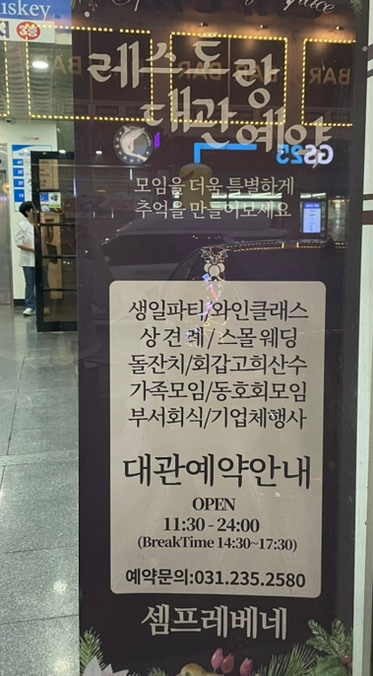 iskey
레스토랑
대관예약
BAR
BAR
BAR
GS25
모임을 더욱 특별하게
추억을 만들어보세요
생일파티/와인클래스
상견례/스몰웨딩
돌잔치/회갑고희산수
가족모임/동호회모임
부서회식/기업체행사
대관예약안내
OPEN
11:30 - 24:00
(BreakTime 14:30~17:30)
예약문의:031.235.2580
셈프레베네